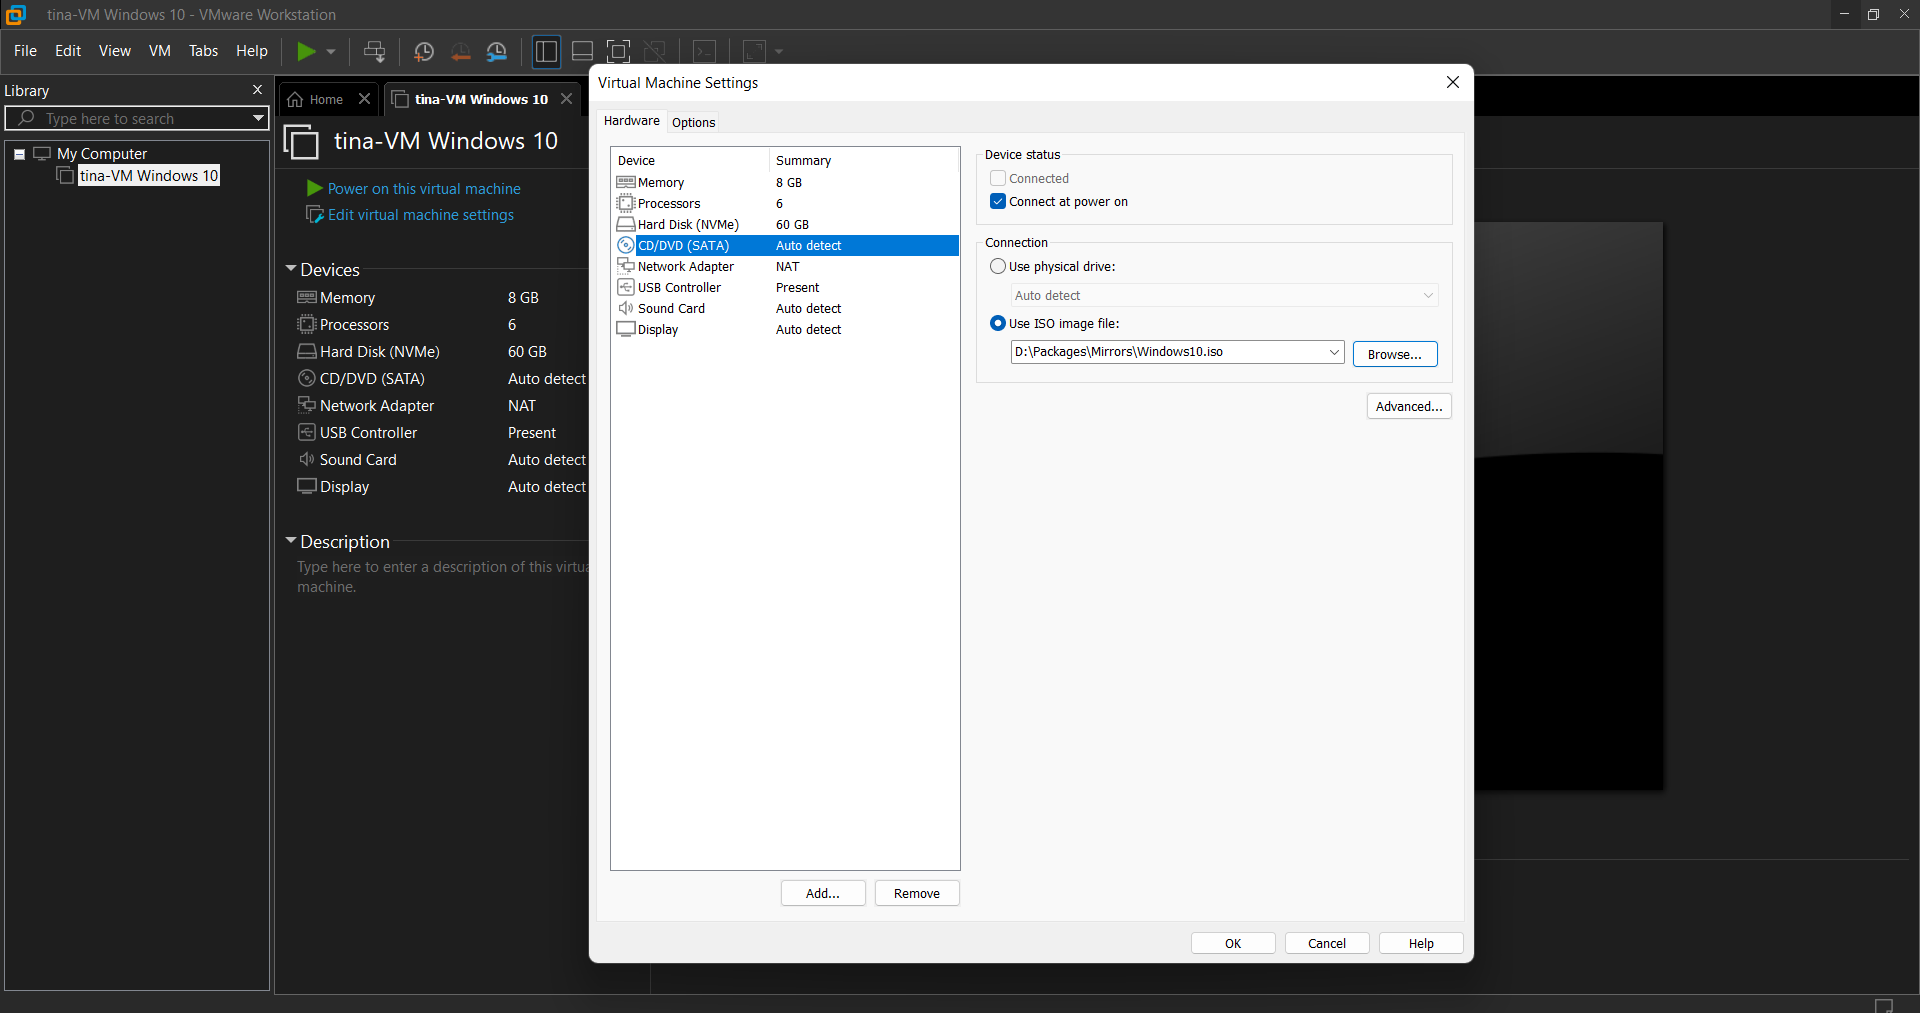 tina-VM Windows 10 - VMware Workstation
File Edit View VM Tabs Help
Library
Type here to search
My Computer
tina-VM Windows 10
Home
tina-VM Windows 10
tina-VM Windows 10
Power on this virtual machine
Edit virtual machine settings
Devices
Memory 8 GB
Processors 6
Hard Disk (NVMe) 60 GB
CD/DVD (SATA) Auto detect
Network Adapter NAT
USB Controller Present
Sound Card Auto detect
Display Auto detect
Description
Type here to enter a description of this virtua
machine.
Virtual Machine Settings
Hardware Options
Device Summary
Memory 8 GB
Processors 6
Hard Disk (NVMe) 60 GB
CD/DVD (SATA) Auto detect
Network Adapter NAT
USB Controller Present
Sound Card Auto detect
Display Auto detect
Add... Remove
Device status
Connected
Connect at power on
Connection
Use physical drive:
Auto detect
Use ISO image file:
D:\Packages\Mirrors\Windows10.iso
Browse...
Advanced...
OK Cancel Help